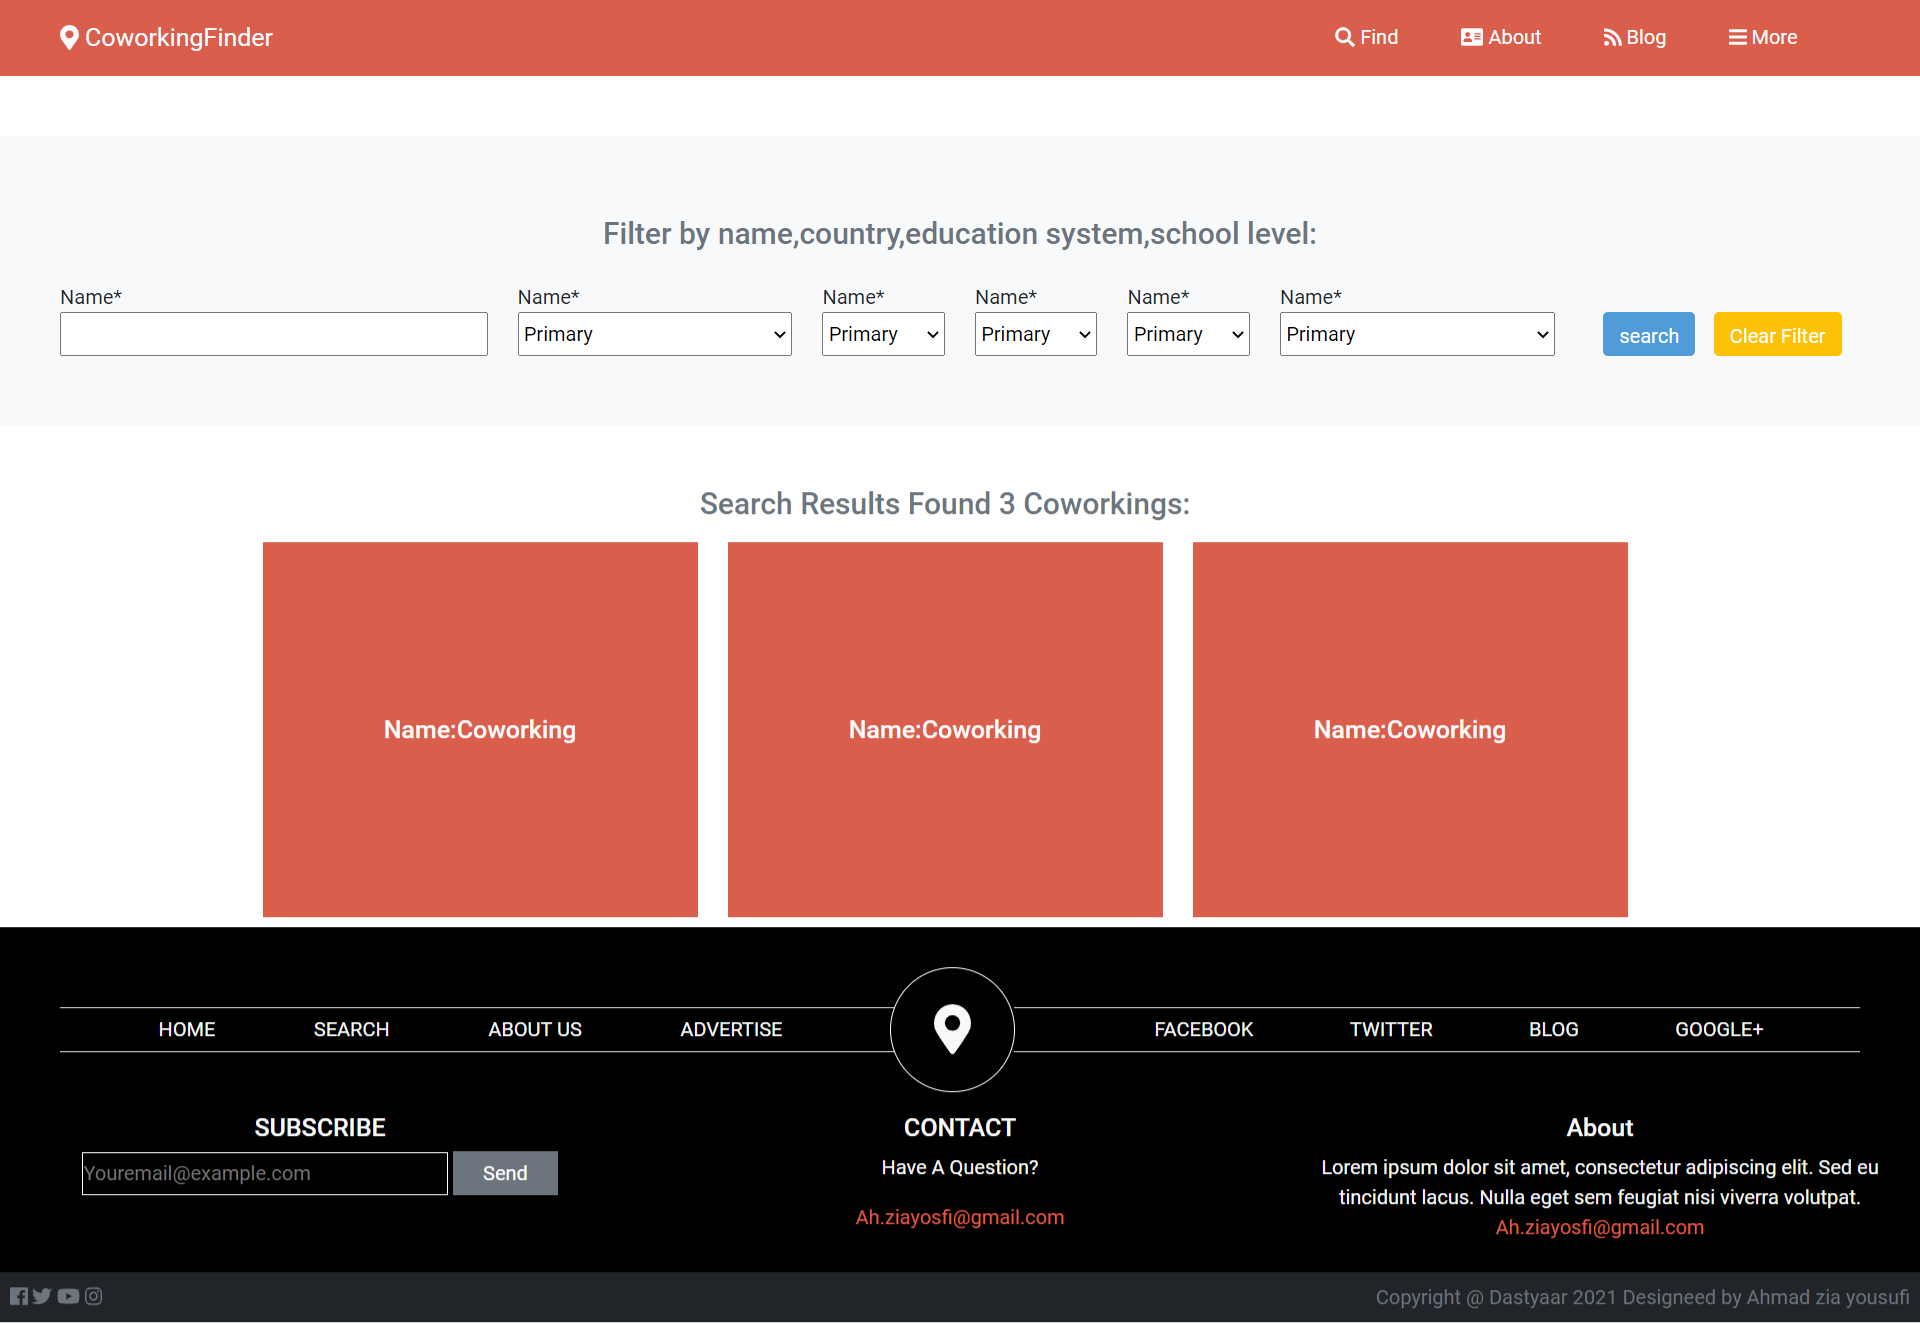 CoworkingFinder
Find About Blog More
Filter by name,country,education system,school level:
Name* Name* Name* Name* Name* Name*
Primary Primary Primary Primary Primary search Clear Filter
Search Results Found 3 Coworkings:
Name:Coworking Name:Coworking Name:Coworking
HOME SEARCH ABOUT US ADVERTISE FACEBOOK TWITTER BLOG GOOGLE+
SUBSCRIBE
Youremail@example.com Send
CONTACT
Have A Question?
Ah.ziayosfi@gmail.com
About
Lorem ipsum dolor sit amet, consectetur adipiscing elit. Sed eu
tincidunt lacus. Nulla eget sem feugiat nisi viverra volutpat.
Ah.ziayosfi@gmail.com
Copyright @ Dastyaar 2021 Designeed by Ahmad zia yousufi